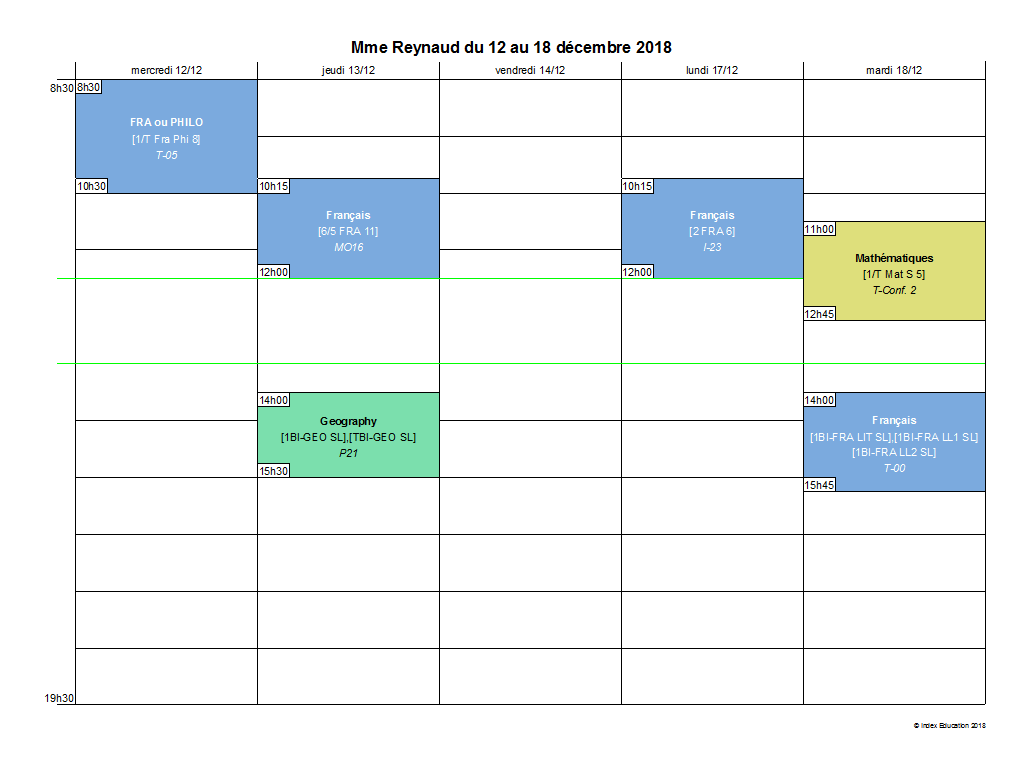 Mme Reynaud du 12 au 18 décembre 2018
mercredi 12/12
jeudi 13/12
vendredi 14/12
lundi 17/12
mardi 18/12
8h30
8h30
FRA ou PHILO
[1/T Fra Phi 8]
T-05
10h30
10h15
Français
[6/5 FRA 11]
MO16
12h00
10h15
Français
[2 FRA 6]
I-23
12h00
11h00
Mathématiques
[1/T Mat S 5]
T-Conf. 2
12h45
14h00
Geography
[1BI-GEO SL],[TBI-GEO SL]
P21
15h30
14h00
Français
[1BI-FRA LIT SL],[1BI-FRA LL1 SL]
[1BI-FRA LL2 SL]
T-00
15h45
19h30
© Index Education 2018